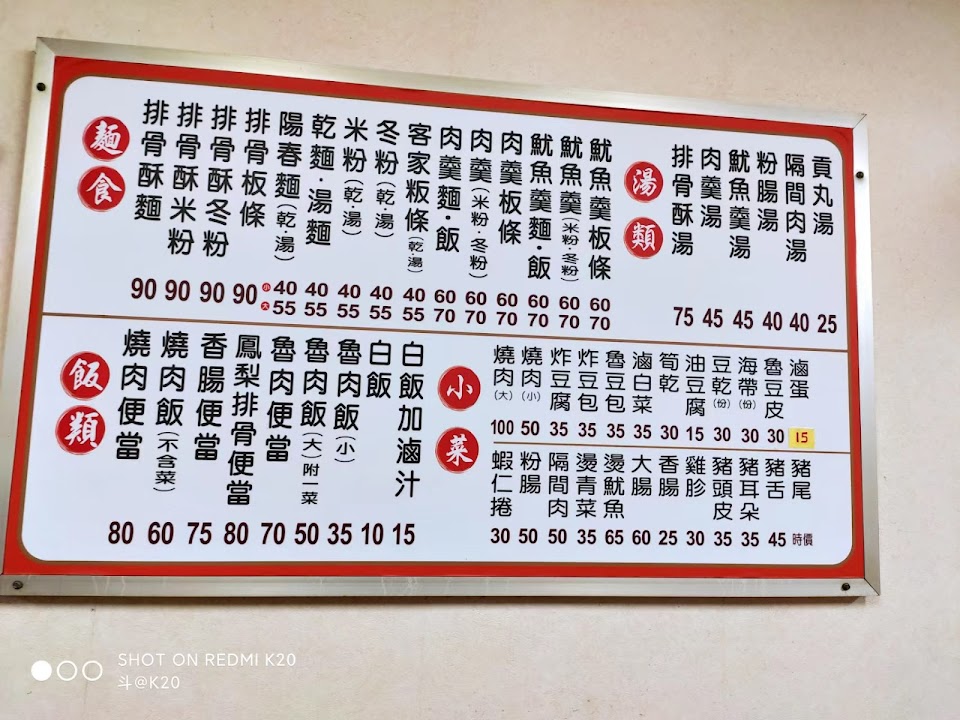 麵食
排骨酥麵 90
排骨酥米粉 90
排骨酥冬粉 90
排骨板條 90
陽春麵(乾·湯) 小40 大55
乾麵·湯麵 40 55
米粉(乾·湯) 40 55
冬粉(乾·湯) 40 55
客家粄條(乾·湯) 40 55
肉羹麵·飯 60 70
肉羹(米粉·冬粉) 60 70
肉羹板條 60 70
魷魚羹麵·飯 60 70
魷魚羹(米粉·冬粉) 60 70
魷魚羹板條 60 70
湯類
排骨酥湯 75
肉羹湯 45
魷魚羹湯 45
粉腸湯 40
隔間肉湯 40
貢丸湯 25
飯類
燒肉便當 80
燒肉飯(不含菜) 60
香腸便當 75
鳳梨排骨便當 80
魯肉便當 70
魯肉飯(大)附一菜 50
魯肉飯(小) 35
白飯 10
白飯加滷汁 15
小菜
燒肉(大) 100
燒肉(小) 50
炸豆腐 35
炸豆包 35
魯豆包 35
滷白菜 35
筍乾 30
油豆腐 15
豆乾(份) 30
海帶(份) 30
魯豆皮 30
滷蛋 15
蝦仁捲 30
粉腸 50
隔間肉 50
燙青菜 35
燙魷魚 65
大腸 60
香腸 25
雞胗 30
豬頭皮 35
豬耳朵 35
豬舌 45
豬尾 時價
SHOT ON REDMI K20
斗@K20